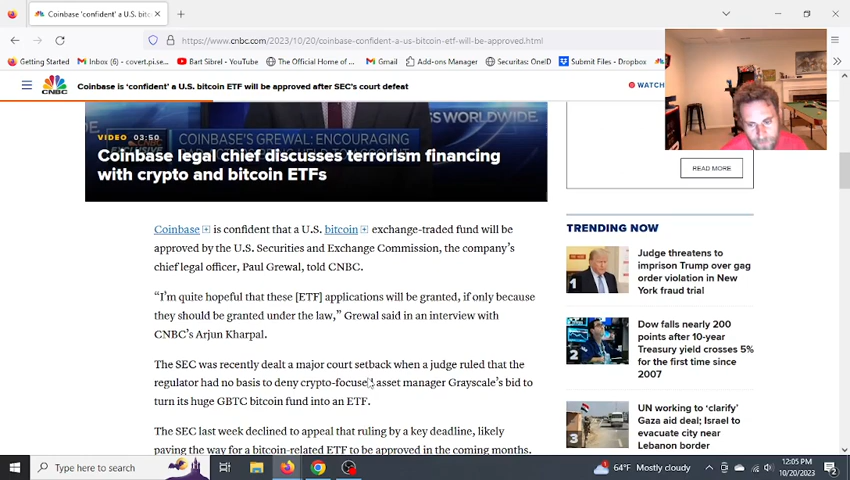 Coinbase 'confident' a U.S. bitc
https://www.cnbc.com/2023/10/20/coinbase-confident-a-us-bitcoin-etf-will-be-approved.html
Getting Started
Inbox (6) - covert.pi.se
Bart Sibrel - YouTube
The Official Home of ...
Gmail
Add-ons Manager
Securitas: OneID
Submit Files - Dropbox
CNBC
Coinbase is 'confident' a U.S. bitcoin ETF will be approved after SEC's court defeat
WATCH
COINBASE'S GREWAL: ENCOURAGING
VIDEO 03:50
Coinbase legal chief discusses terrorism financing
with crypto and bitcoin ETFs
READ MORE
Coinbase is confident that a U.S. bitcoin exchange-traded fund will be
approved by the U.S. Securities and Exchange Commission, the company's
chief legal officer, Paul Grewal, told CNBC.
"I'm quite hopeful that these [ETF] applications will be granted, if only because
they should be granted under the law," Grewal said in an interview with
CNBC's Arjun Kharpal.
The SEC was recently dealt a major court setback when a judge ruled that the
regulator had no basis to deny crypto-focused asset manager Grayscale's bid to
turn its huge GBTC bitcoin fund into an ETF.
The SEC last week declined to appeal that ruling by a key deadline, likely
paving the way for a bitcoin-related ETF to be approved in the coming months.
TRENDING NOW
1
Judge threatens to
imprison Trump over gag
order violation in New
York fraud trial
2
Dow falls nearly 200
points after 10-year
Treasury yield crosses 5%
for the first time since
2007
3
UN working to 'clarify'
Gaza aid deal; Israel to
evacuate city near
Lebanon border
Type here to search
64°F Mostly cloudy
12:05 PM
10/20/2023